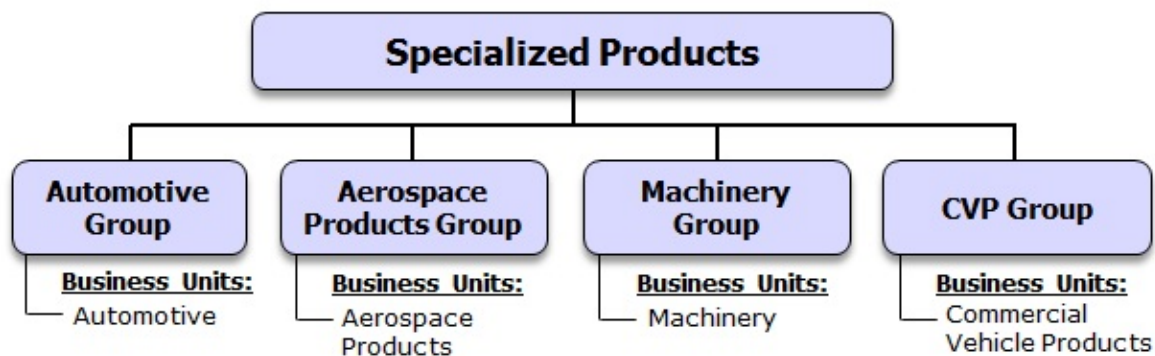 Specialized Products
Automotive
Group
Aerospace
Products Group
Machinery
Group
CVP Group
Business Units:
Automotive
Business Units:
Aerospace
Products
Business Units:
Machinery
Business Units:
Commercial
Vehicle Products